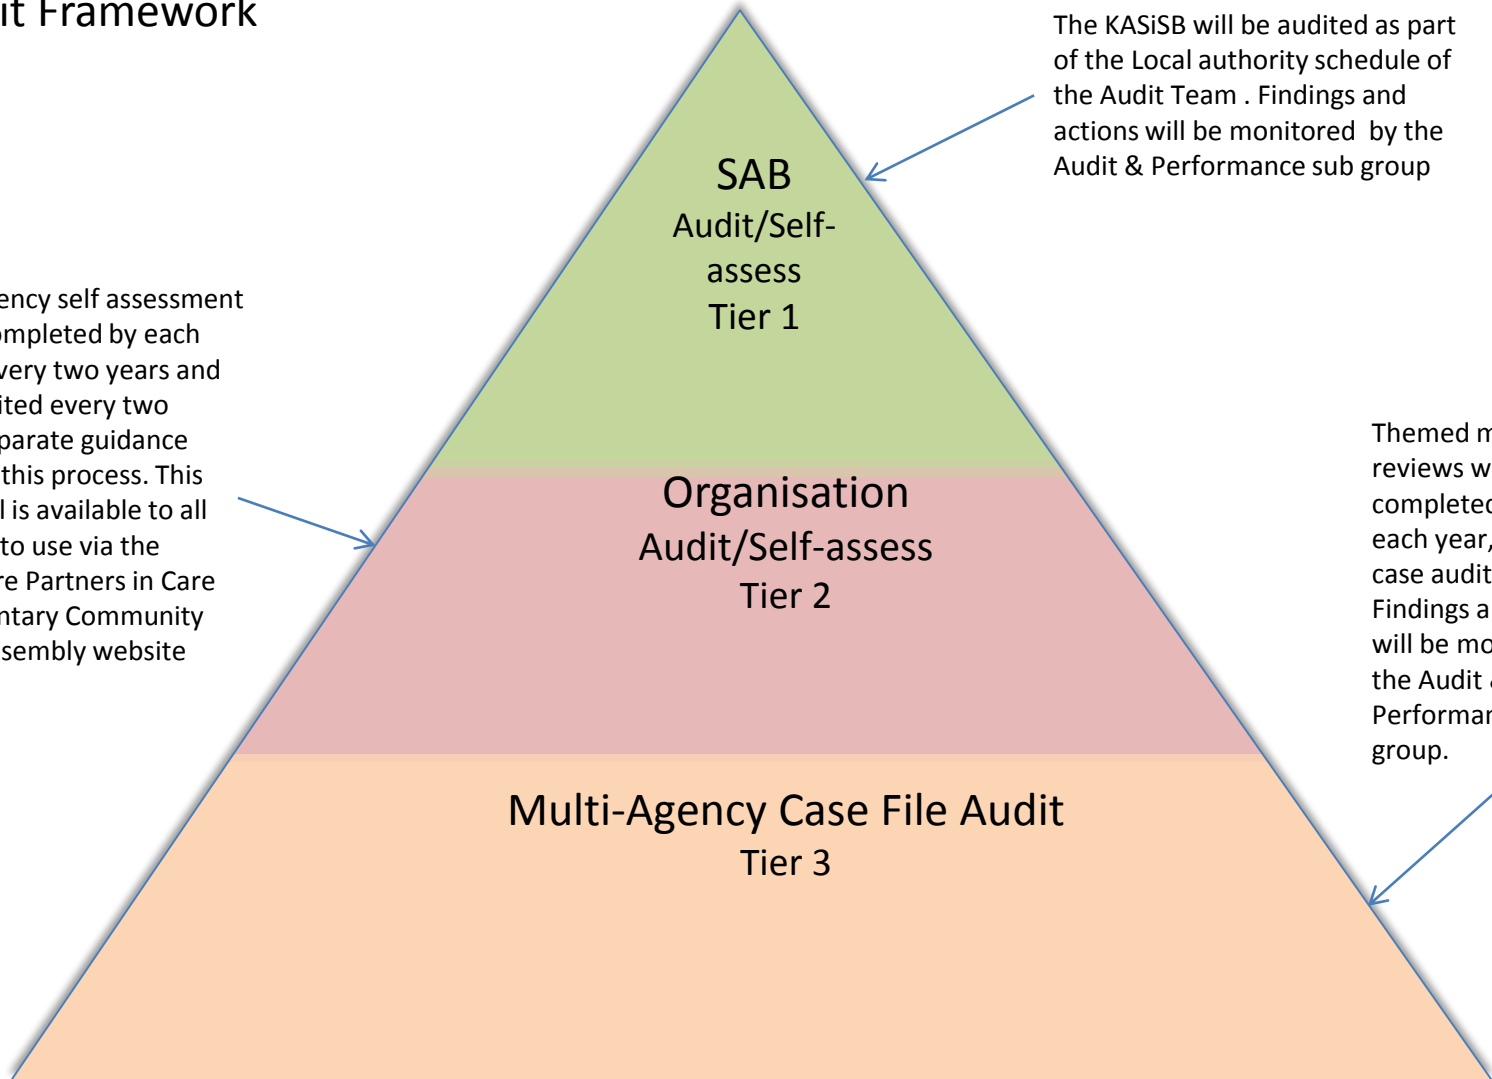 it Framework
The KASiSB will be audited as part
of the Local authority schedule of
the Audit Team . Findings and
actions will be monitored by the
Audit & Performance sub group
SAB
Audit/Self-
assess
Tier 1
ency self assessment
ompleted by each
very two years and
ited every two
parate guidance
this process. This
l is available to all
to use via the
re Partners in Care
ntary Community
sembly website
Organisation
Audit/Self-assess
Tier 2
Themed m
reviews w
completed
each year,
case audit
Findings a
will be mo
the Audit
Performan
group.
Multi-Agency Case File Audit
Tier 3